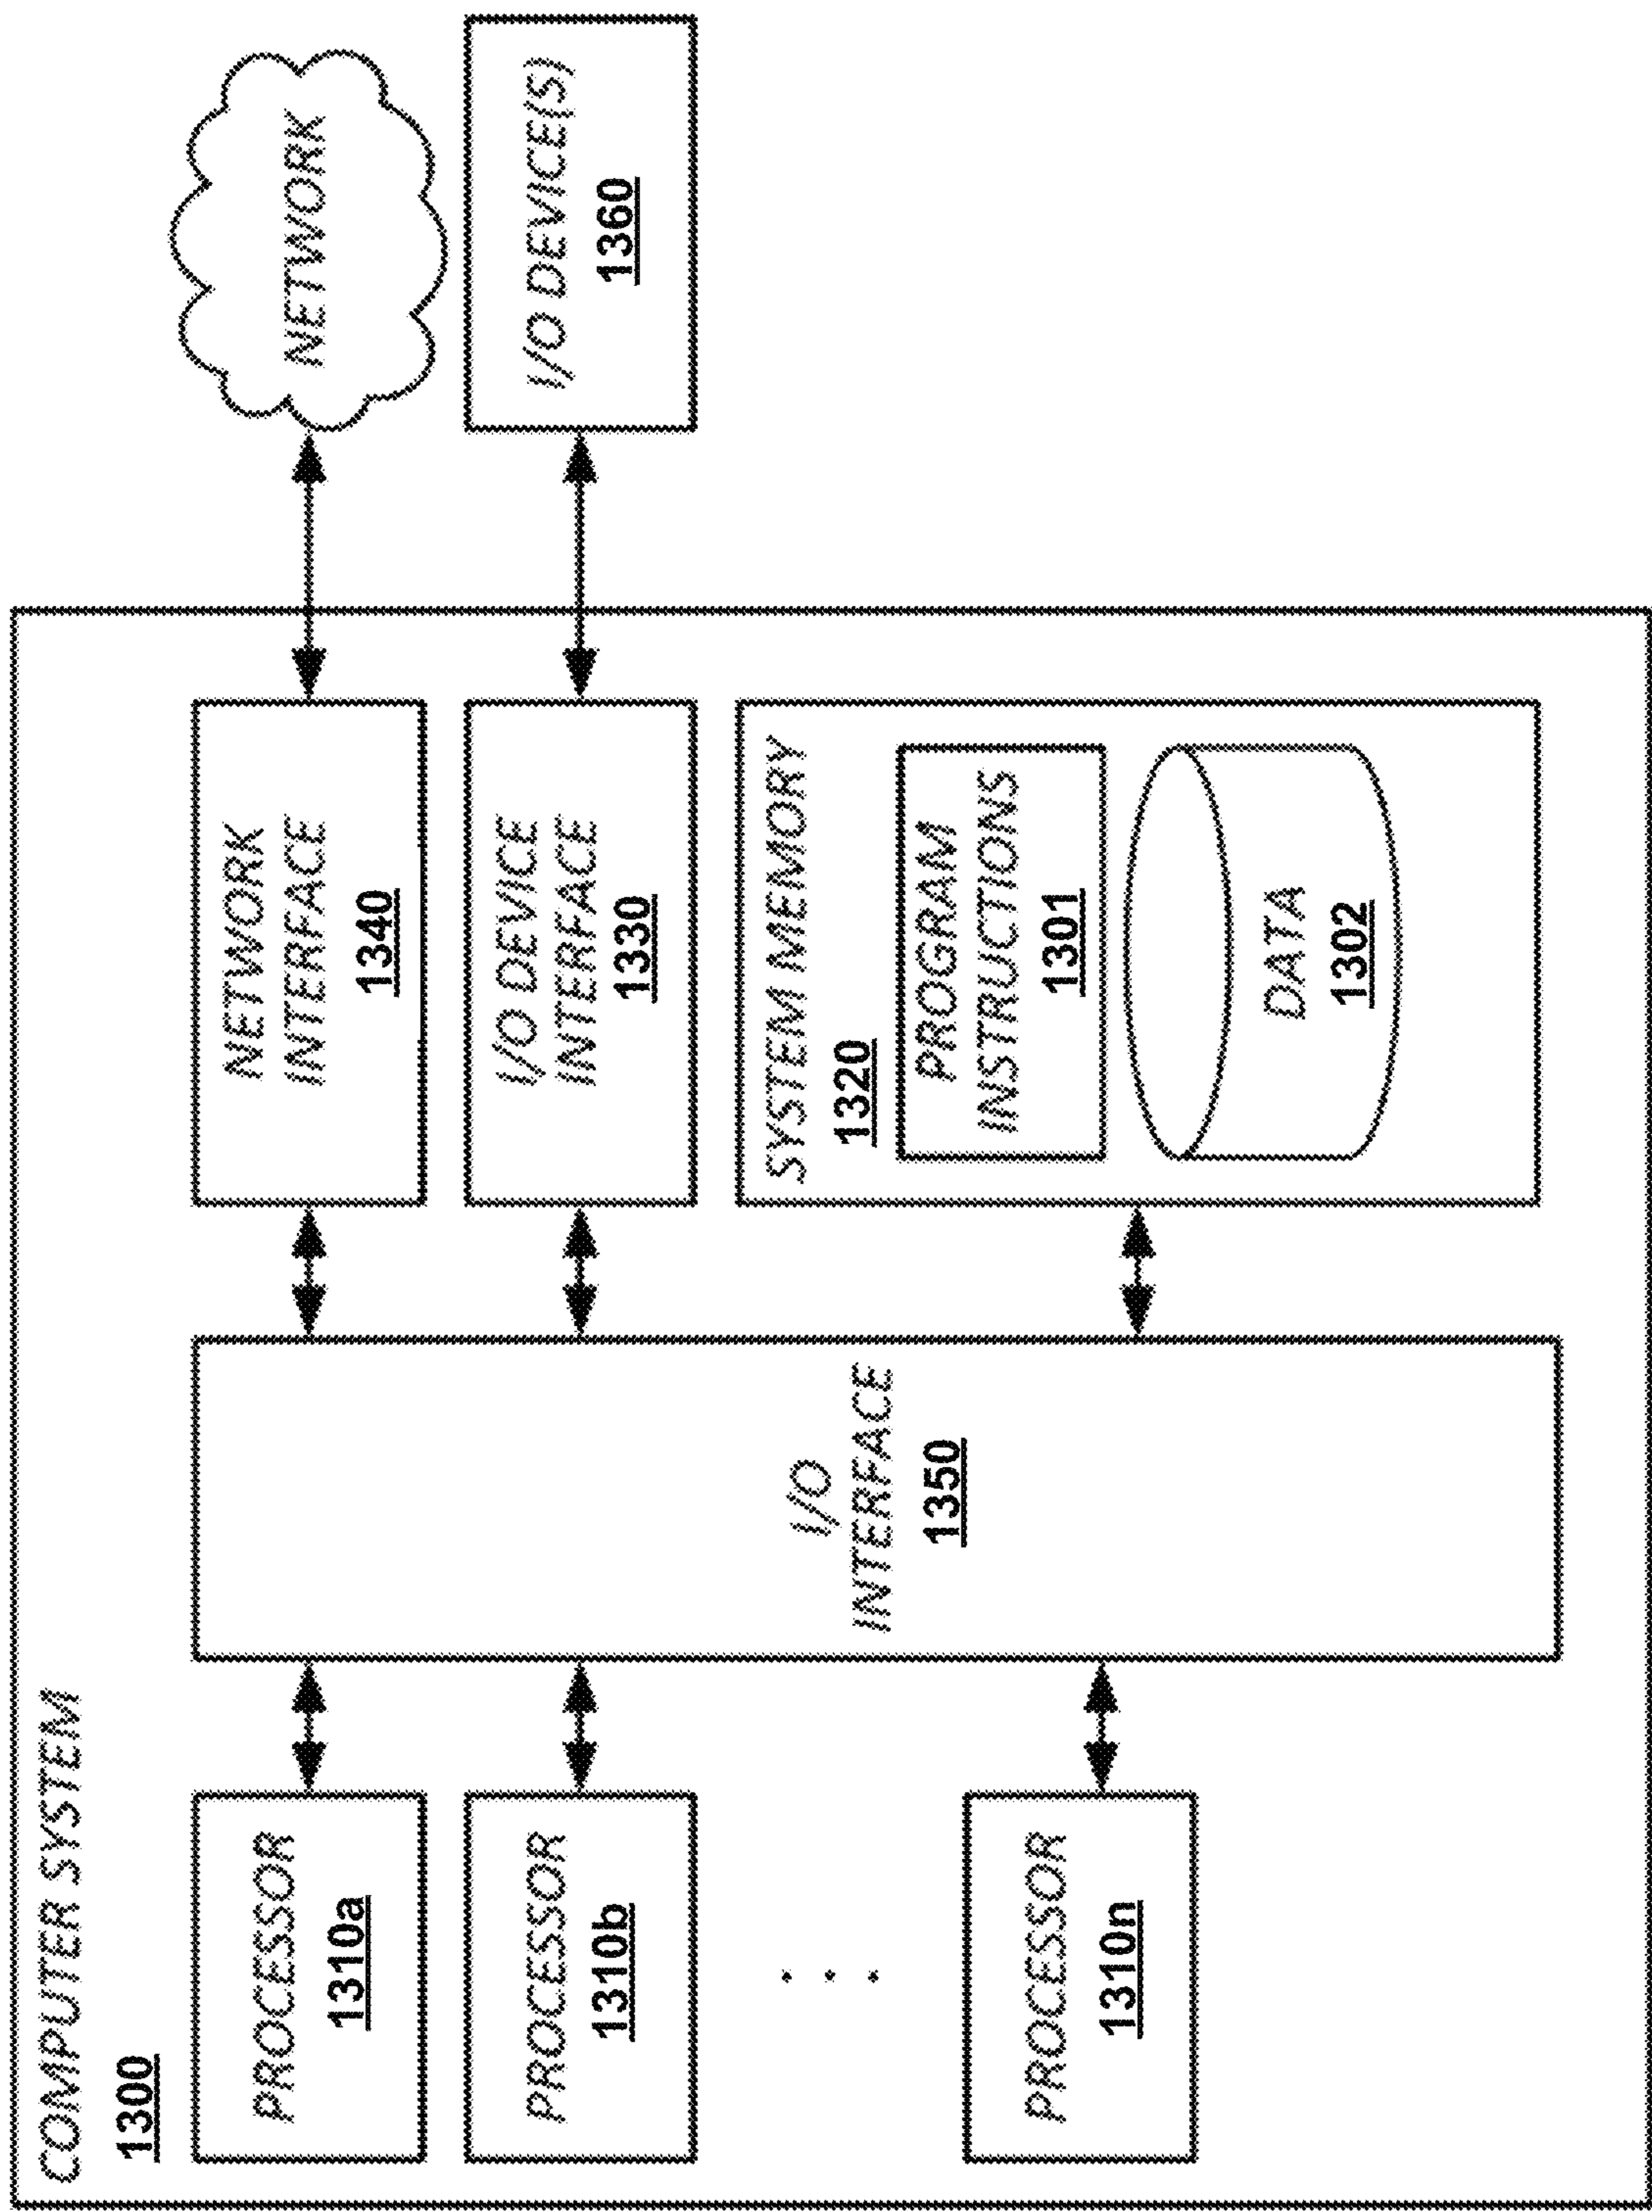 COMPUTER SYSTEM
1300
PROCESSOR
1310a
PROCESSOR
1310b
. . .
PROCESSOR
1310n
I/O
INTERFACE
1350
NETWORK
INTERFACE
1340
I/O DEVICE
INTERFACE
1330
SYSTEM MEMORY
1320
PROGRAM
INSTRUCTIONS
1301
DATA
1302
NETWORK
I/O DEVICE(S)
1360